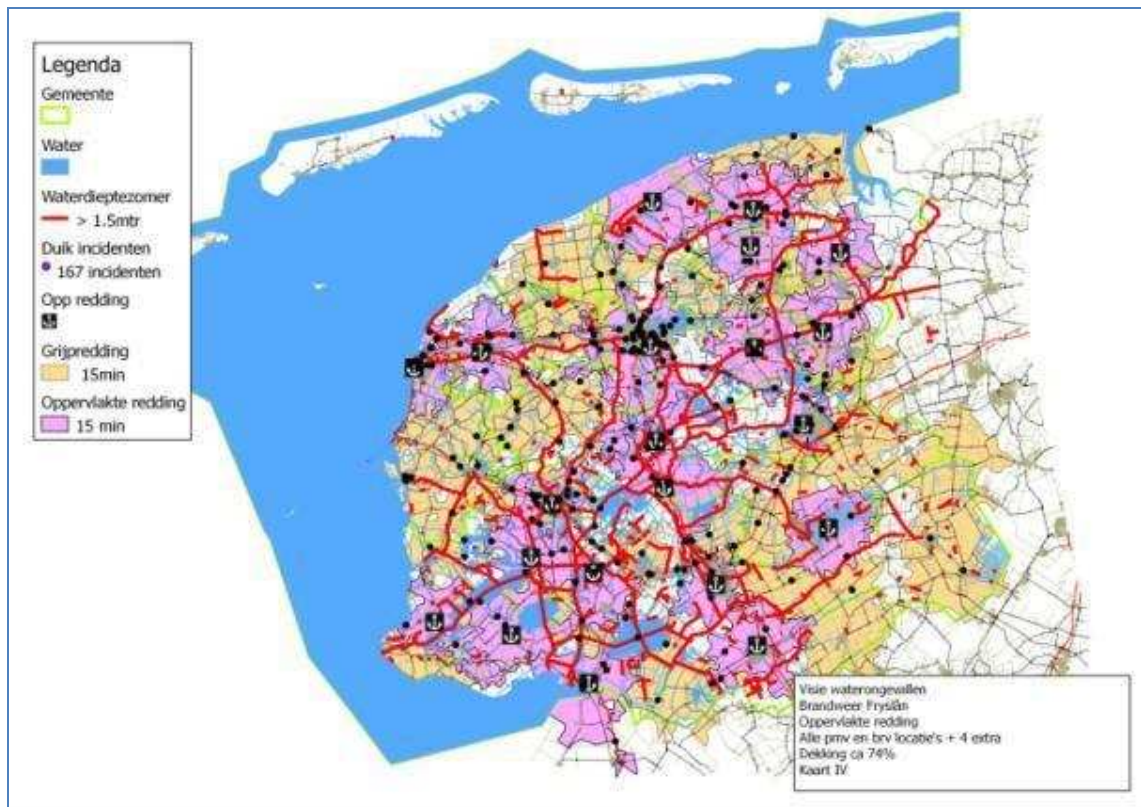 Legenda
Gemeente
Water
Waterdieptezomer
> 1.5mtr
Duik incidenten
167 incidenten
Opp redding
Grijpredding
15min
Oppervlakte redding
15 min
Visie waterongevallen
Brandweer Fryslân
Oppervlakte redding
Alle pmv en brv locatie's + 4 extra
Dekking ca 74%
Kaart IV